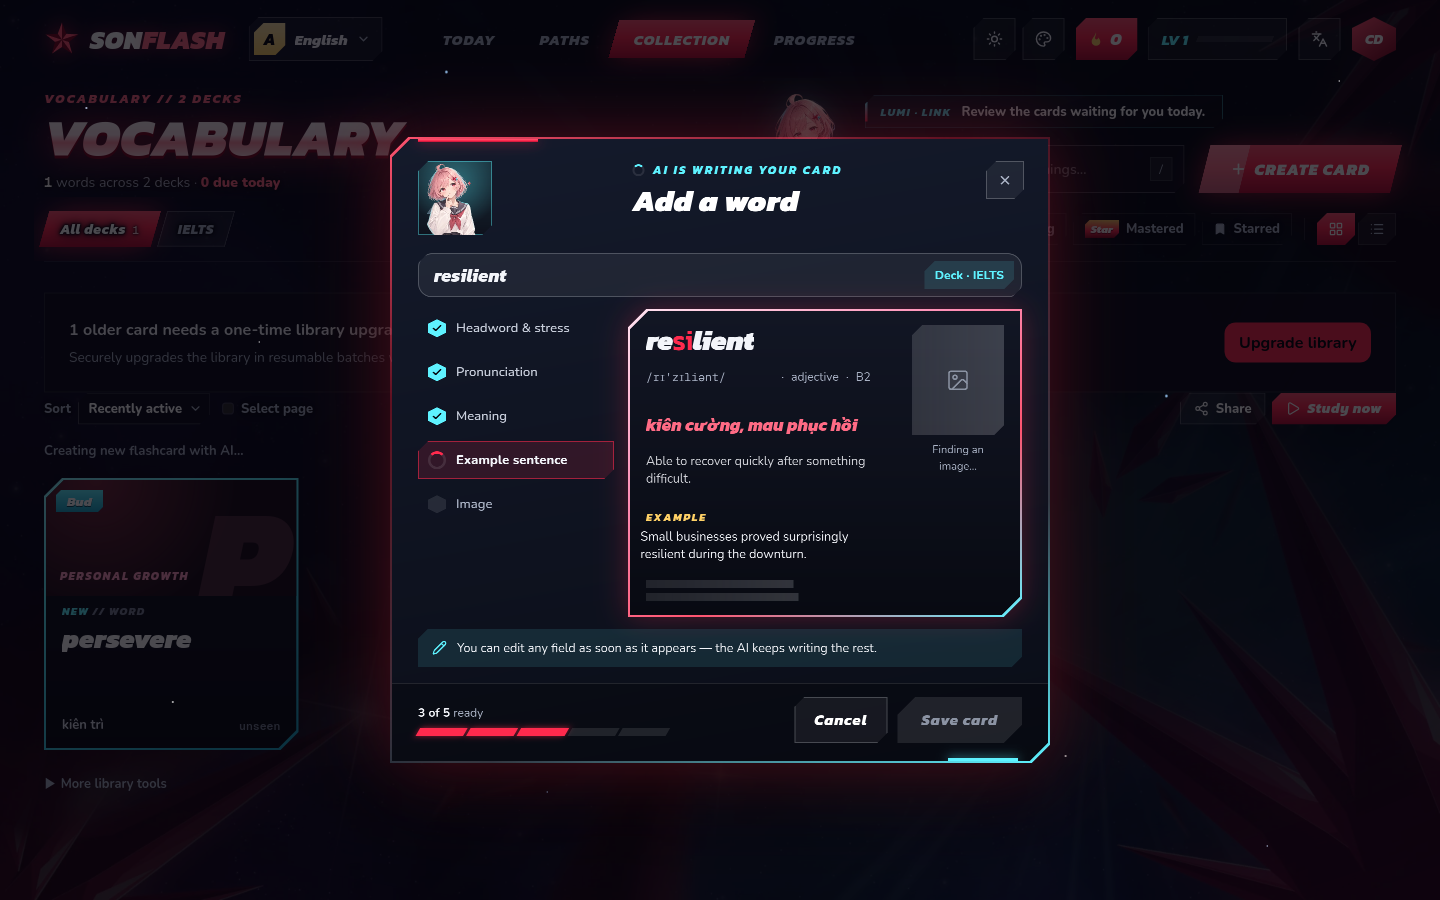 SONFLASH
A English
TODAY
PATHS
COLLECTION
PROGRESS
0
LV 1
CD
VOCABULARY // 2 DECKS
VOCABULARY
1 words across 2 decks · 0 due today
LUMI · LINK Review the cards waiting for you today.
/
+ CREATE CARD
All decks 1
IELTS
Star Mastered
Starred
1 older card needs a one-time library upgra
Securely upgrades the library in resumable batches
Upgrade library
Sort Recently active
Select page
Share
Study now
Creating new flashcard with AI...
Bud
P
PERSONAL GROWTH
NEW // WORD
persevere
kiên trì
unseen
More library tools
AI IS WRITING YOUR CARD
Add a word
resilient
Deck · IELTS
Headword & stress
Pronunciation
Meaning
Example sentence
Image
resilient
/rɪˈzɪliənt/ · adjective · B2
kiên cường, mau phục hồi
Able to recover quickly after something
difficult.
EXAMPLE
Small businesses proved surprisingly
resilient during the downturn.
Finding an
image...
You can edit any field as soon as it appears — the AI keeps writing the rest.
3 of 5 ready
Cancel
Save card